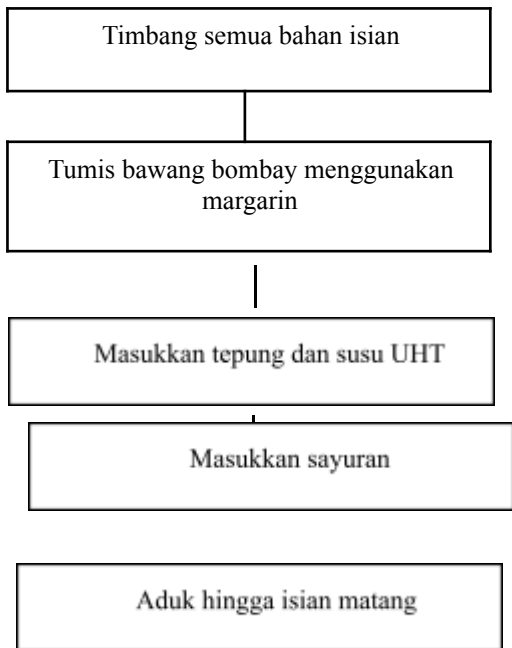 Timbang semua bahan isian
Tumis bawang bombay menggunakan
margarin
Masukkan tepung dan susu UHT
Masukkan sayuran
Aduk hingga isian matang